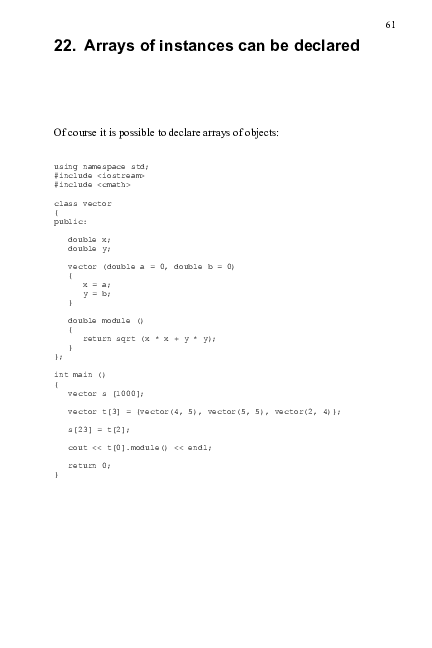 61
22. Arrays of instances can be declared
Of course it is possible to declare arrays of objects:
using namespace std;
#include <iostream>
#include <cmath>
class vector
{
public:
double x;
double y;
vector (double a = 0, double b = 0)
{
x = a;
y = b;
}
double module ()
{
return sqrt (x * x + y * y);
}
};
int main ()
{
vector s [1000];
vector t[3] = {vector(4, 5), vector(5, 5), vector(2, 4)};
s[23] = t[2];
cout << t[0].module() << endl;
return 0;
}